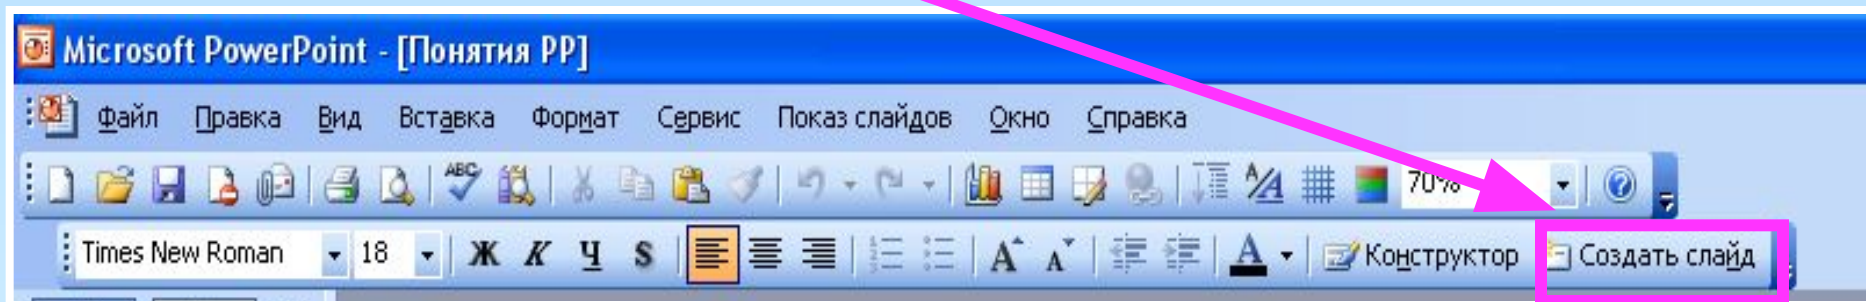 Microsoft PowerPoint - [Понятия PP]
Файл Правка Вид Вставка Формат Сервис Показ слайдов Окно Справка
ABC A/A 70%
Times New Roman 18 Ж К Ч S A A A Конструктор Создать слайд